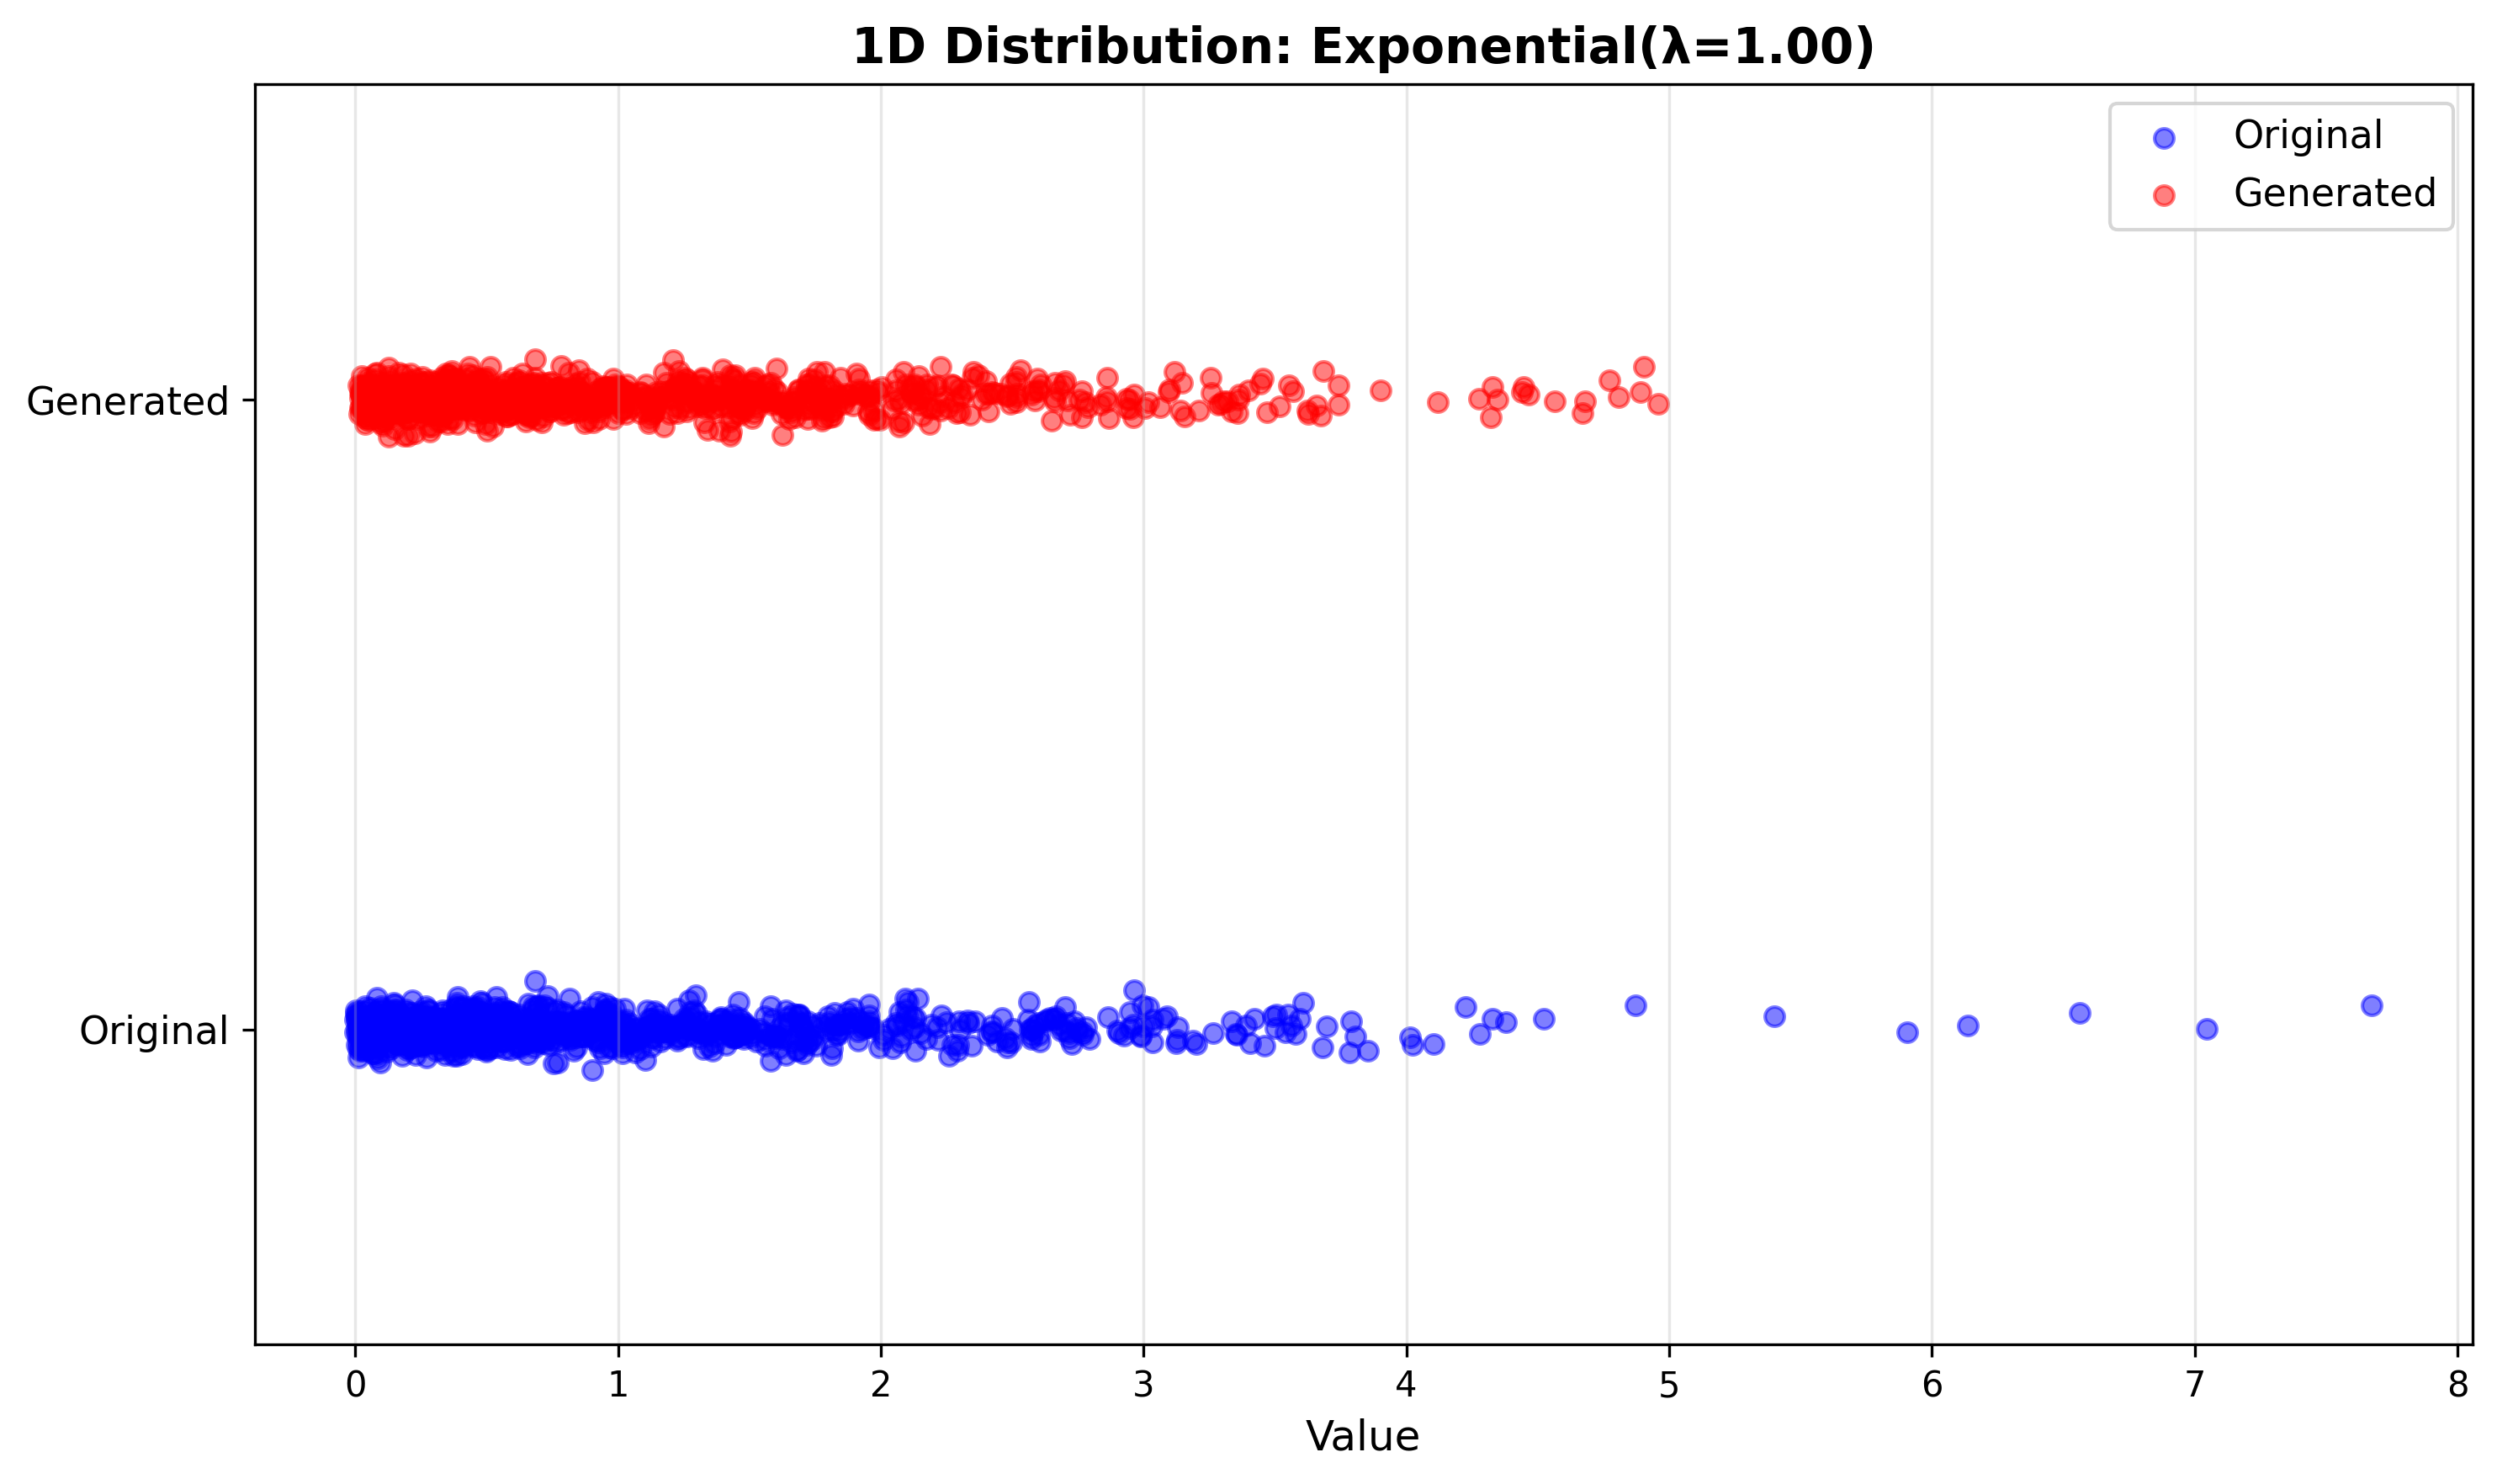 1D Distribution: Exponential(λ=1.00)
Original
Generated
Generated
Original
0 1 2 3 4 5 6 7 8
Value